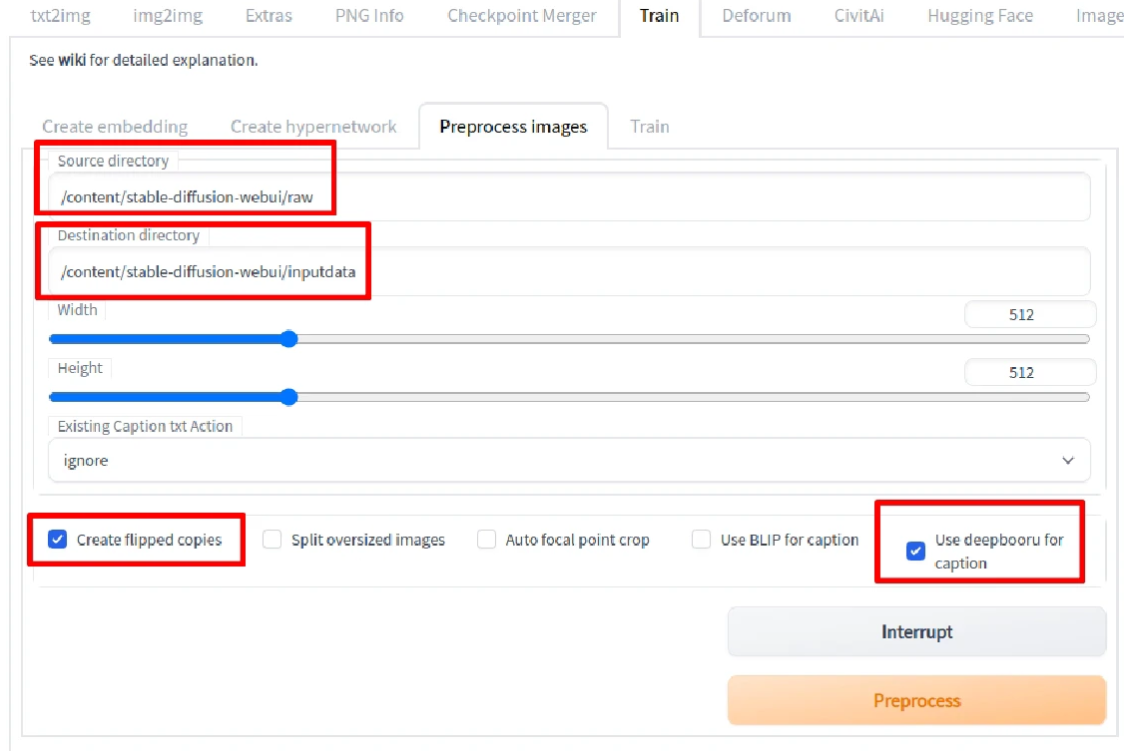 txt2img img2img Extras PNG Info Checkpoint Merger Train Deforum CivitAi Hugging Face Image
See wiki for detailed explanation.
Create embedding Create hypernetwork Preprocess images Train
Source directory
/content/stable-diffusion-webui/raw
Destination directory
/content/stable-diffusion-webui/inputdata
Width
512
Height
512
Existing Caption txt Action
ignore
Create flipped copies Split oversized images Auto focal point crop Use BLIP for caption Use deepbooru for
caption
Interrupt
Preprocess